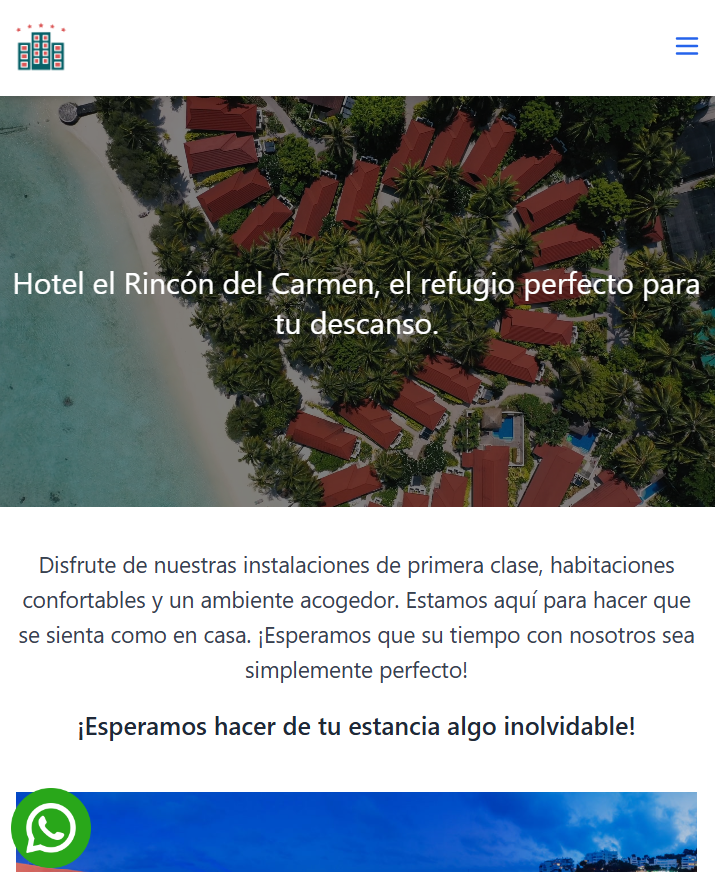 Hotel el Rincón del Carmen, el refugio perfecto para
tu descanso.
Disfrute de nuestras instalaciones de primera clase, habitaciones
confortables y un ambiente acogedor. Estamos aquí para hacer que
se sienta como en casa. ¡Esperamos que su tiempo con nosotros sea
simplemente perfecto!
¡Esperamos hacer de tu estancia algo inolvidable!